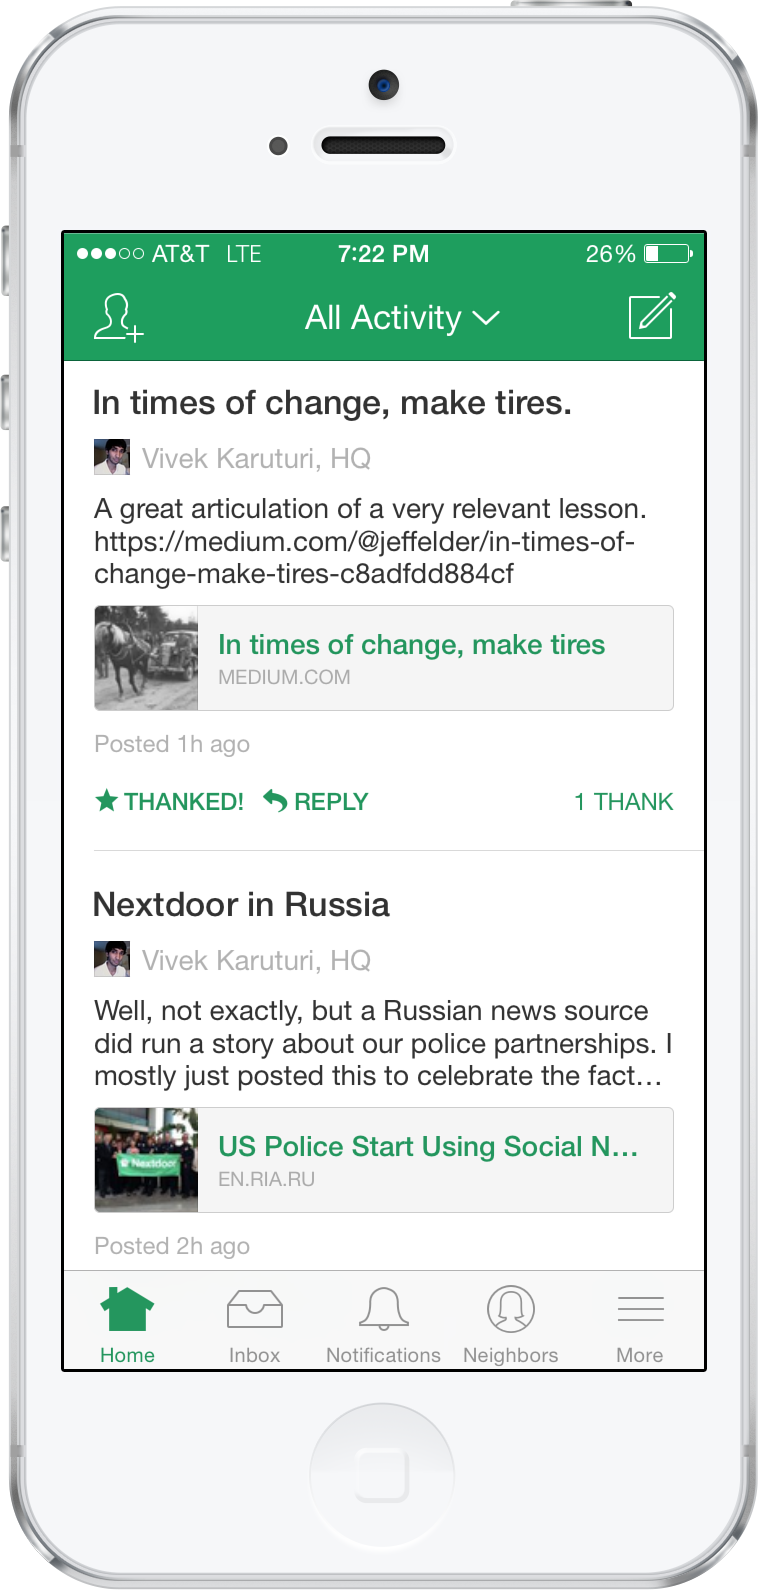 AT&T LTE 7:22 PM 26%
All Activity
In times of change, make tires.
Vivek Karuturi, HQ
A great articulation of a very relevant lesson.
https://medium.com/@jeffelder/in-times-of-
change-make-tires-c8adfdd884cf
In times of change, make tires
MEDIUM.COM
Posted 1h ago
THANKED! REPLY 1 THANK
Nextdoor in Russia
Vivek Karuturi, HQ
Well, not exactly, but a Russian news source
did run a story about our police partnerships. I
mostly just posted this to celebrate the fact...
US Police Start Using Social N...
Nextdoor
EN.RIA.RU
Posted 2h ago
Home Inbox Notifications Neighbors More